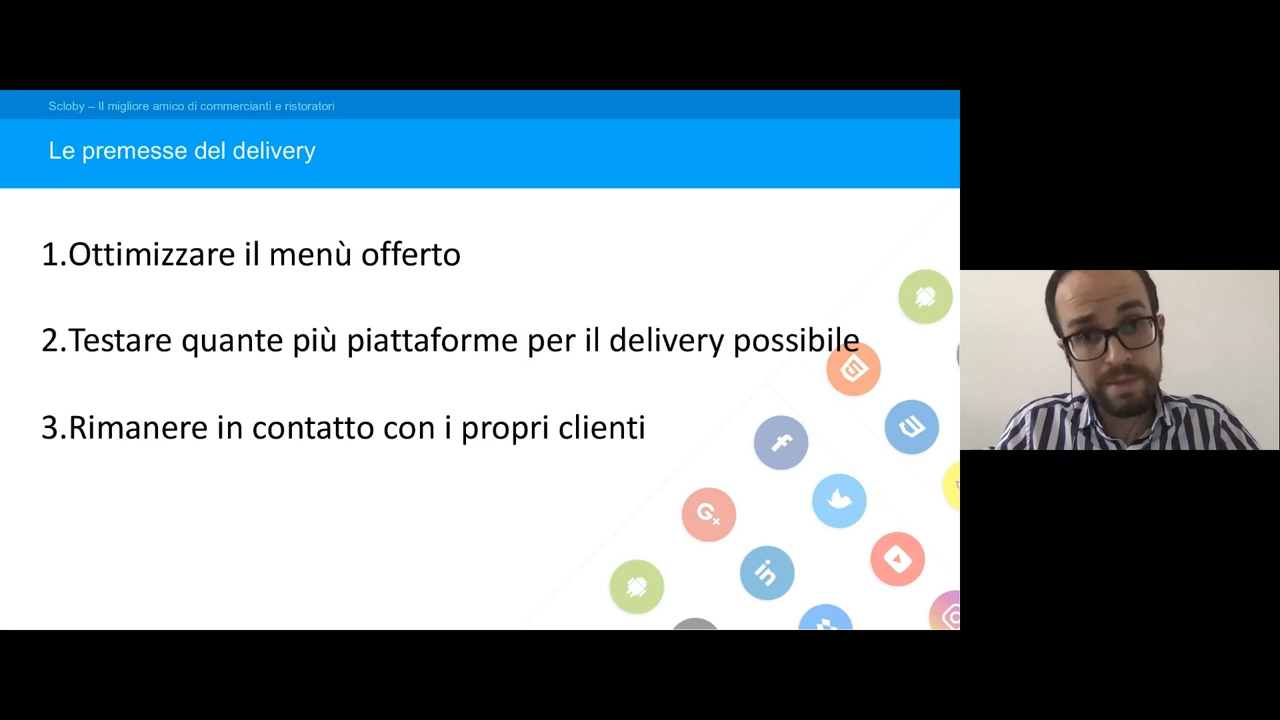 Scloby – Il migliore amico di commercianti e ristoratori
Le premesse del delivery
1.Ottimizzare il menù offerto
2.Testare quante più piattaforme per il delivery possibile
3.Rimanere in contatto con i propri clienti